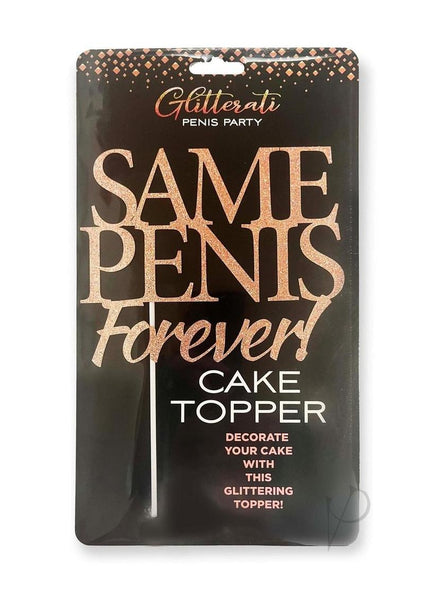 Glitterati
PENIS PARTY
SAME
PENIS
Forever!
CAKE
TOPPER
DECORATE
YOUR CAKE
WITH
THIS
GLITTERING
TOPPER!